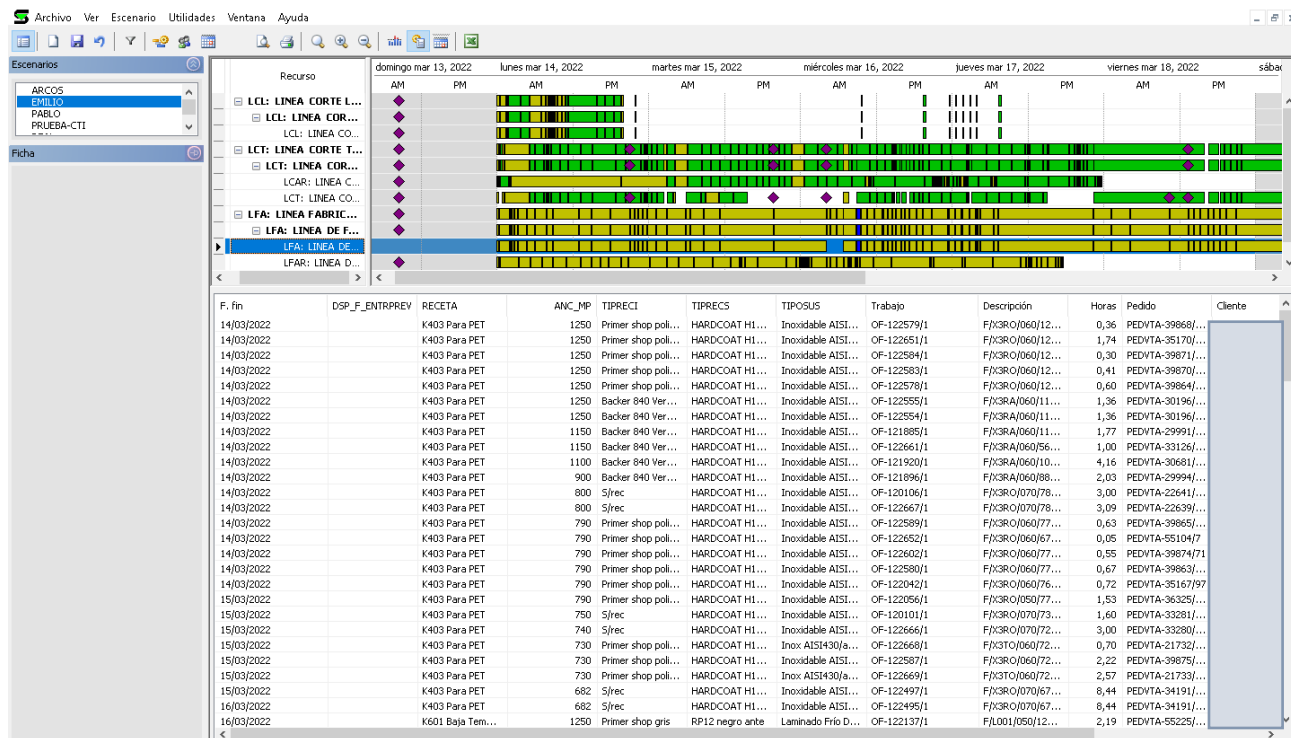 Archivo Ver Escenario Utilidades Ventana Ayuda
Escenarios
ARCOS
EMILIO
PABLO
PRUEBA-CTI
Ficha
Recurso
domingo mar 13, 2022 lunes mar 14, 2022 martes mar 15, 2022 miércoles mar 16, 2022 jueves mar 17, 2022 viernes mar 18, 2022 sábad
AM PM AM PM AM PM AM PM AM PM AM PM
LCL: LINEA CORTE L...
LCL: LINEA COR...
LCL: LINEA CO...
LCT: LINEA CORTE T...
LCT: LINEA COR...
LCAR: LINEA C...
LCT: LINEA CO...
LFA: LINEA FABRIC...
LFA: LINEA DE F...
LFA: LINEA DE...
LFAR: LINEA D...
F. fin DSP_F_ENTRPREV RECETA ANC_MP TIPRECI TIPRECS TIPOSUS Trabajo Descripción Horas Pedido Cliente
14/03/2022 K403 Para PET 1250 Primer shop poli... HARDCOAT H1... Inoxidable AISI... OF-122579/1 F/X3RO/060/12... 0,36 PEDVTA-39868/...
14/03/2022 K403 Para PET 1250 Primer shop poli... HARDCOAT H1... Inoxidable AISI... OF-122651/1 F/X3RO/060/12... 1,74 PEDVTA-35170/...
14/03/2022 K403 Para PET 1250 Primer shop poli... HARDCOAT H1... Inoxidable AISI... OF-122584/1 F/X3RO/060/12... 0,30 PEDVTA-39871/...
14/03/2022 K403 Para PET 1250 Primer shop poli... HARDCOAT H1... Inoxidable AISI... OF-122583/1 F/X3RO/060/12... 0,41 PEDVTA-39870/...
14/03/2022 K403 Para PET 1250 Primer shop poli... HARDCOAT H1... Inoxidable AISI... OF-122578/1 F/X3RO/060/12... 0,60 PEDVTA-39864/...
14/03/2022 K403 Para PET 1250 Backer 840 Ver... HARDCOAT H1... Inoxidable AISI... OF-122555/1 F/X3RA/060/11... 1,36 PEDVTA-30196/...
14/03/2022 K403 Para PET 1250 Backer 840 Ver... HARDCOAT H1... Inoxidable AISI... OF-122554/1 F/X3RA/060/11... 1,36 PEDVTA-30196/...
14/03/2022 K403 Para PET 1150 Backer 840 Ver... HARDCOAT H1... Inoxidable AISI... OF-121885/1 F/X3RA/060/11... 1,77 PEDVTA-29991/...
14/03/2022 K403 Para PET 1150 Backer 840 Ver... HARDCOAT H1... Inoxidable AISI... OF-122661/1 F/X3RA/060/56... 1,00 PEDVTA-33126/...
14/03/2022 K403 Para PET 1100 Backer 840 Ver... HARDCOAT H1... Inoxidable AISI... OF-121920/1 F/X3RA/060/10... 4,16 PEDVTA-30681/...
14/03/2022 K403 Para PET 900 Backer 840 Ver... HARDCOAT H1... Inoxidable AISI... OF-121896/1 F/X3RA/060/88... 2,03 PEDVTA-29994/...
14/03/2022 K403 Para PET 800 S/rec HARDCOAT H1... Inoxidable AISI... OF-120106/1 F/X3RO/070/78... 3,00 PEDVTA-22641/...
14/03/2022 K403 Para PET 800 S/rec HARDCOAT H1... Inoxidable AISI... OF-122667/1 F/X3RO/070/78... 3,09 PEDVTA-22639/...
14/03/2022 K403 Para PET 790 Primer shop poli... HARDCOAT H1... Inoxidable AISI... OF-122589/1 F/X3RO/060/77... 0,63 PEDVTA-39865/...
14/03/2022 K403 Para PET 790 Primer shop poli... HARDCOAT H1... Inoxidable AISI... OF-122652/1 F/X3RO/060/67... 0,05 PEDVTA-55104/7
14/03/2022 K403 Para PET 790 Primer shop poli... HARDCOAT H1... Inoxidable AISI... OF-122602/1 F/X3RO/060/77... 0,55 PEDVTA-39874/71
14/03/2022 K403 Para PET 790 Primer shop poli... HARDCOAT H1... Inoxidable AISI... OF-122580/1 F/X3RO/060/77... 0,67 PEDVTA-39863/...
14/03/2022 K403 Para PET 790 Primer shop poli... HARDCOAT H1... Inoxidable AISI... OF-122042/1 F/X3RO/060/76... 0,72 PEDVTA-35167/97
15/03/2022 K403 Para PET 790 Primer shop poli... HARDCOAT H1... Inoxidable AISI... OF-122056/1 F/X3RO/050/77... 1,53 PEDVTA-36325/...
15/03/2022 K403 Para PET 750 S/rec HARDCOAT H1... Inoxidable AISI... OF-120101/1 F/X3RO/070/73... 1,60 PEDVTA-33281/...
15/03/2022 K403 Para PET 740 S/rec HARDCOAT H1... Inoxidable AISI... OF-122666/1 F/X3RO/070/72... 3,00 PEDVTA-33280/...
15/03/2022 K403 Para PET 730 Primer shop poli... HARDCOAT H1... Inox AISI430/a... OF-122668/1 F/X3TO/060/72... 0,70 PEDVTA-21732/...
15/03/2022 K403 Para PET 730 Primer shop poli... HARDCOAT H1... Inoxidable AISI... OF-122587/1 F/X3RO/060/72... 2,22 PEDVTA-39875/...
15/03/2022 K403 Para PET 730 Primer shop poli... HARDCOAT H1... Inox AISI430/a... OF-122669/1 F/X3TO/060/72... 2,57 PEDVTA-21733/...
15/03/2022 K403 Para PET 682 S/rec HARDCOAT H1... Inoxidable AISI... OF-122497/1 F/X3RO/070/67... 8,44 PEDVTA-34191/...
16/03/2022 K403 Para PET 682 S/rec HARDCOAT H1... Inoxidable AISI... OF-122495/1 F/X3RO/070/67... 8,44 PEDVTA-34191/...
16/03/2022 K601 Baja Tem... 1250 Primer shop gris RP12 negro ante Laminado Frío D... OF-122137/1 F/L001/050/12... 2,19 PEDVTA-55225/...